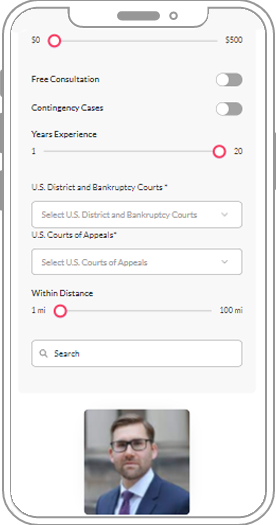 $0 $500
Free Consultation
Contingency Cases
Years Experience
1 20
U.S. District and Bankruptcy Courts *
Select U.S. District and Bankruptcy Courts
U.S. Courts of Appeals*
Select U.S. Courts of Appeals
Within Distance
1 mi 100 mi
Search